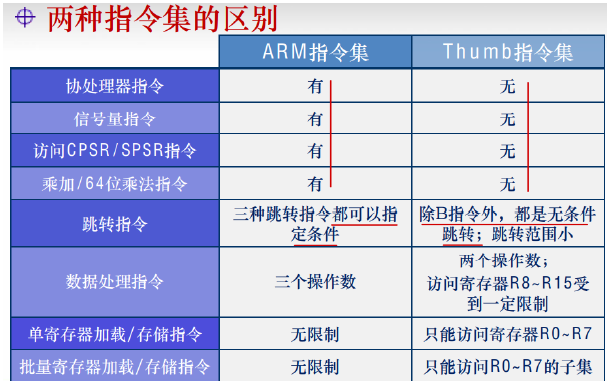 两种指令集的区别
ARM指令集 Thumb指令集
协处理器指令 有 无
信号量指令 有 无
访问CPSR/SPSR指令 有 无
乘加/64位乘法指令 有 无
跳转指令 三种跳转指令都可以指 除B指令外，都是无条件
定条件 跳转；跳转范围小
数据处理指令 三个操作数 两个操作数；
访问寄存器R8~R15受
到一定限制
单寄存器加载/存储指令 无限制 只能访问寄存器R0~R7
批量寄存器加载/存储指令 无限制 只能访问R0~R7的子集